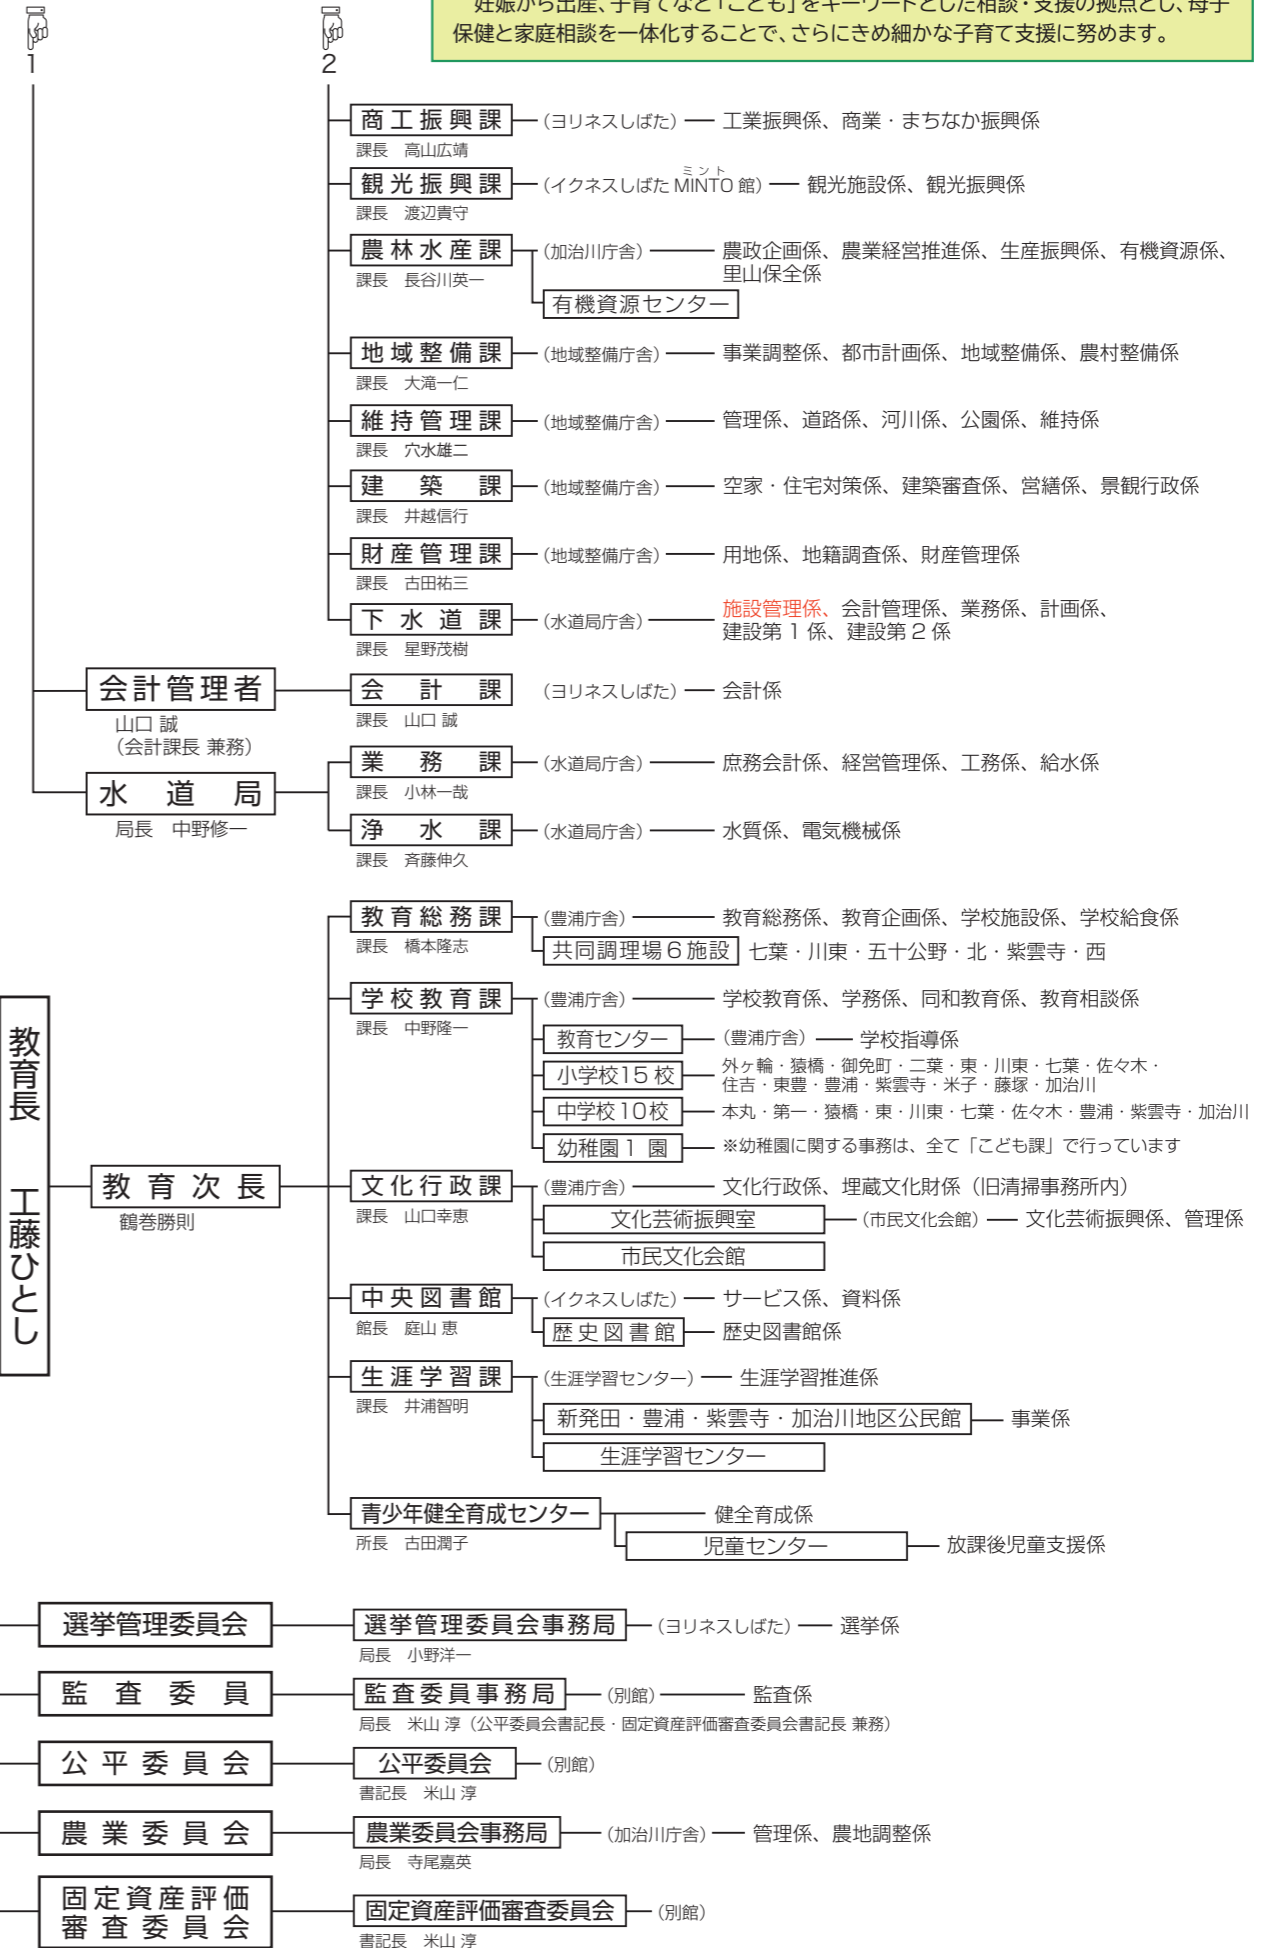 妊娠から出産、子育てなど「こども」をキーワードとした相談・支援の拠点とし、母子
保健と家庭相談を一体化することで、さらにきめ細かな子育て支援に努めます。
1
2
商工振興課 (ヨリネスしばた) 工業振興係、商業・まちなか振興係
課長 高山広靖
ミント
観光振興課 (イクネスしばた MINTO 館) 観光施設係、観光振興係
課長 渡辺貴守
農林水産課 (加治川庁舎) 農政企画係、農業経営推進係、生産振興係、有機資源係、
里山保全係
課長 長谷川英一
有機資源センター
地域整備課 (地域整備庁舎) 事業調整係、都市計画係、地域整備係、農村整備係
課長 大滝一仁
維持管理課 (地域整備庁舎) 管理係、道路係、河川係、公園係、維持係
課長 穴水雄二
建築課 (地域整備庁舎) 空家・住宅対策係、建築審査係、営繕係、景観行政係
課長 井越信行
財産管理課 (地域整備庁舎) 用地係、地籍調査係、財産管理係
課長 古田祐三
下水道課 (水道局庁舎) 施設管理係、会計管理係、業務係、計画係、
建設第1係、建設第2係
課長 星野茂樹
会計管理者 会計課 (ヨリネスしばた) 会計係
山口 誠
(会計課長 兼務)
課長 山口 誠
水道局
局長 中野修一
業務課 (水道局庁舎) 庶務会計係、経営管理係、工務係、給水係
課長 小林一哉
浄水課 (水道局庁舎) 水質係、電気機械係
課長 斉藤伸久
教育長 工藤ひとし
教育次長
鶴巻勝則
教育総務課 (豊浦庁舎) 教育総務係、教育企画係、学校施設係、学校給食係
課長 橋本隆志
共同調理場6施設 七葉・川東・五十公野・北・紫雲寺・西
学校教育課 (豊浦庁舎) 学校教育係、学務係、同和教育係、教育相談係
課長 中野隆一
教育センター (豊浦庁舎) 学校指導係
小学校15校 外ヶ輪・猿橋・御免町・二葉・東・川東・七葉・佐々木・
住吉・東豊・豊浦・紫雲寺・米子・藤塚・加治川
中学校10校 本丸・第一・猿橋・東・川東・七葉・佐々木・豊浦・紫雲寺・加治川
幼稚園1園 ※幼稚園に関する事務は、全て「こども課」で行っています
文化行政課 (豊浦庁舎) 文化行政係、埋蔵文化財係(旧清掃事務所内)
課長 山口幸恵
文化芸術振興室 (市民文化会館) 文化芸術振興係、管理係
市民文化会館
中央図書館 (イクネスしばた) サービス係、資料係
館長 庭山 恵
歴史図書館 歴史図書館係
生涯学習課 (生涯学習センター) 生涯学習推進係
課長 井浦智明
新発田・豊浦・紫雲寺・加治川地区公民館 事業係
生涯学習センター
青少年健全育成センター 健全育成係
所長 古田潤子
児童センター 放課後児童支援係
選挙管理委員会 選挙管理委員会事務局 (ヨリネスしばた) 選挙係
局長 小野洋一
監査委員 監査委員事務局 (別館) 監査係
局長 米山 淳(公平委員会書記長・固定資産評価審査委員会書記長 兼務)
公平委員会 公平委員会 (別館)
書記長 米山 淳
農業委員会 農業委員会事務局 (加治川庁舎) 管理係、農地調整係
局長 寺尾嘉英
固定資産評価
審査委員会
固定資産評価審査委員会 (別館)
書記長 米山 淳